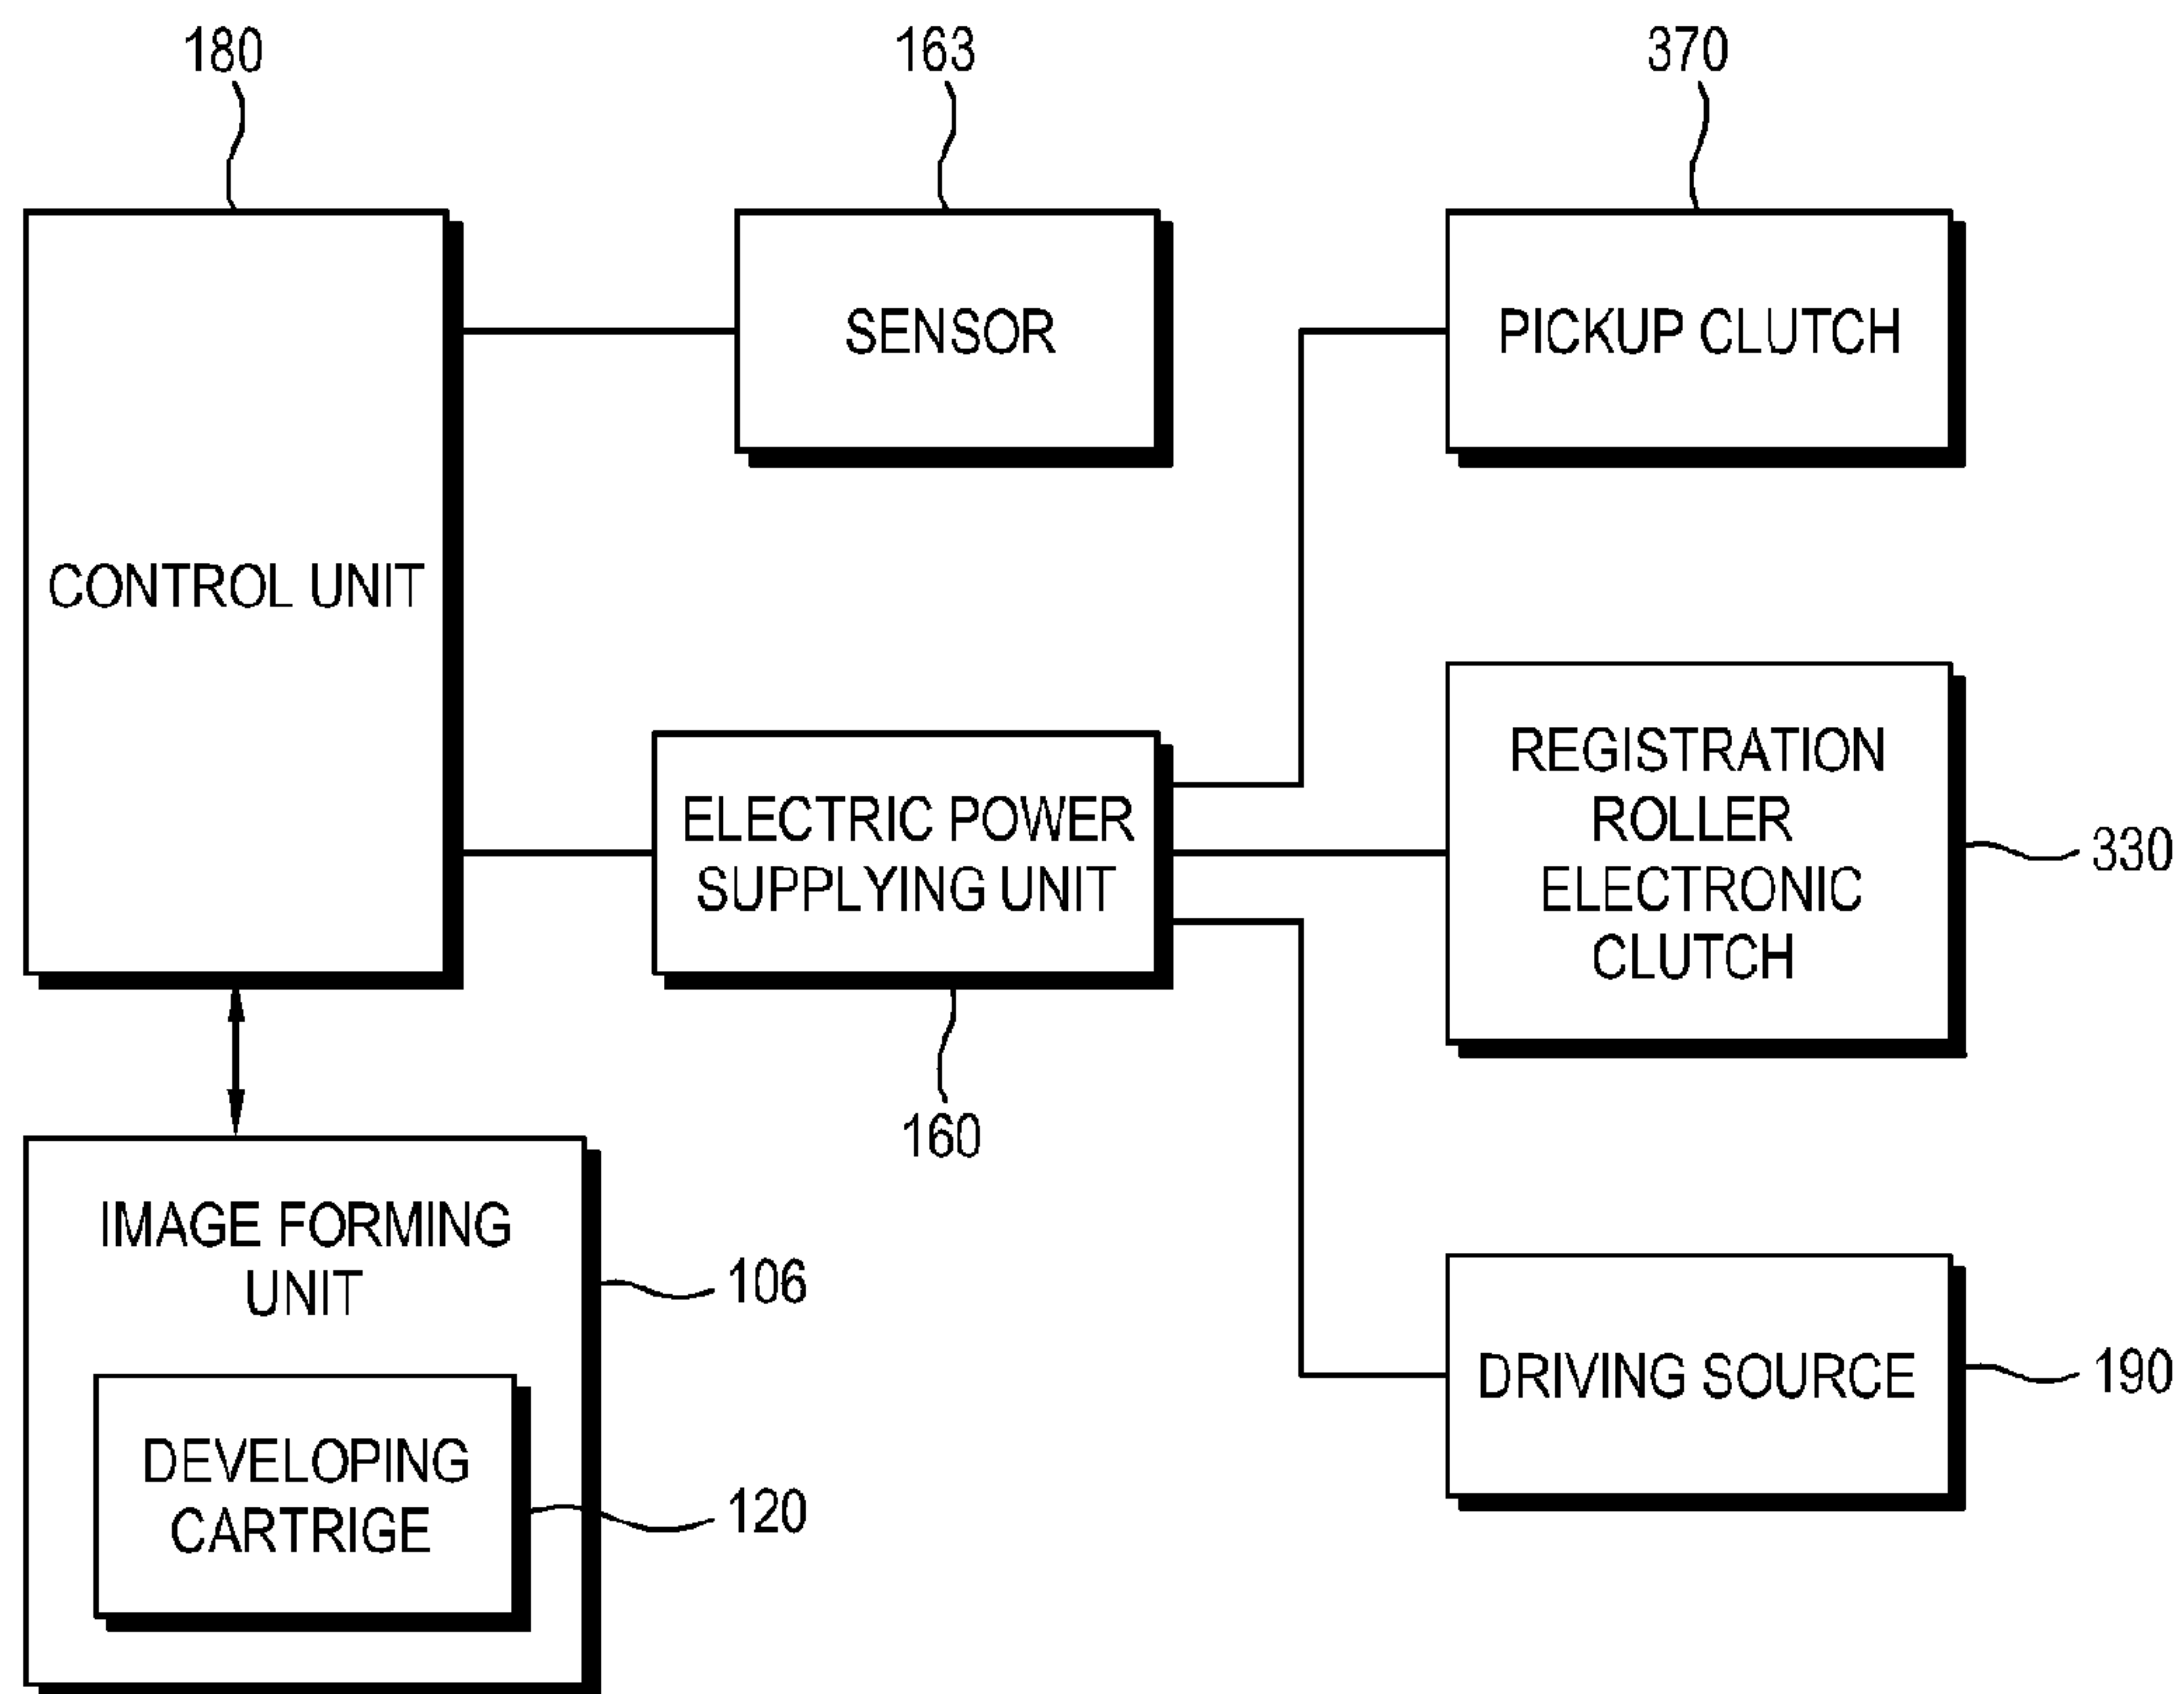 180
163
370
CONTROL UNIT
SENSOR
PICKUP CLUTCH
ELECTRIC POWER
SUPPLYING UNIT
160
REGISTRATION
ROLLER
ELECTRONIC
CLUTCH
330
IMAGE FORMING
UNIT
106
DEVELOPING
CARTRIGE
120
DRIVING SOURCE
190